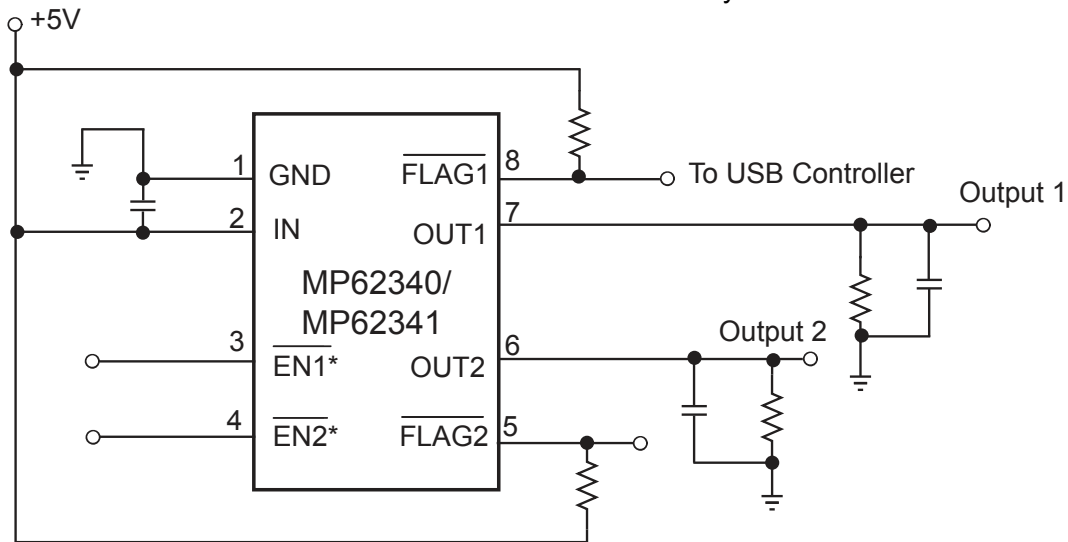 +5V
1
GND
FLAG1
8
To USB Controller
2
IN
OUT1
7
Output 1
MP62340/
MP62341
Output 2
3
EN1*
OUT2
6
4
EN2*
FLAG2
5